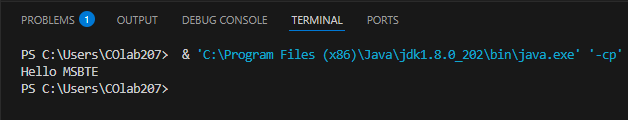 PROBLEMS 1 OUTPUT DEBUG CONSOLE TERMINAL PORTS
PS C:\Users\COlab207>  & 'C:\Program Files (x86)\Java\jdk1.8.0_202\bin\java.exe' '-cp'
Hello MSBTE
PS C:\Users\COlab207>